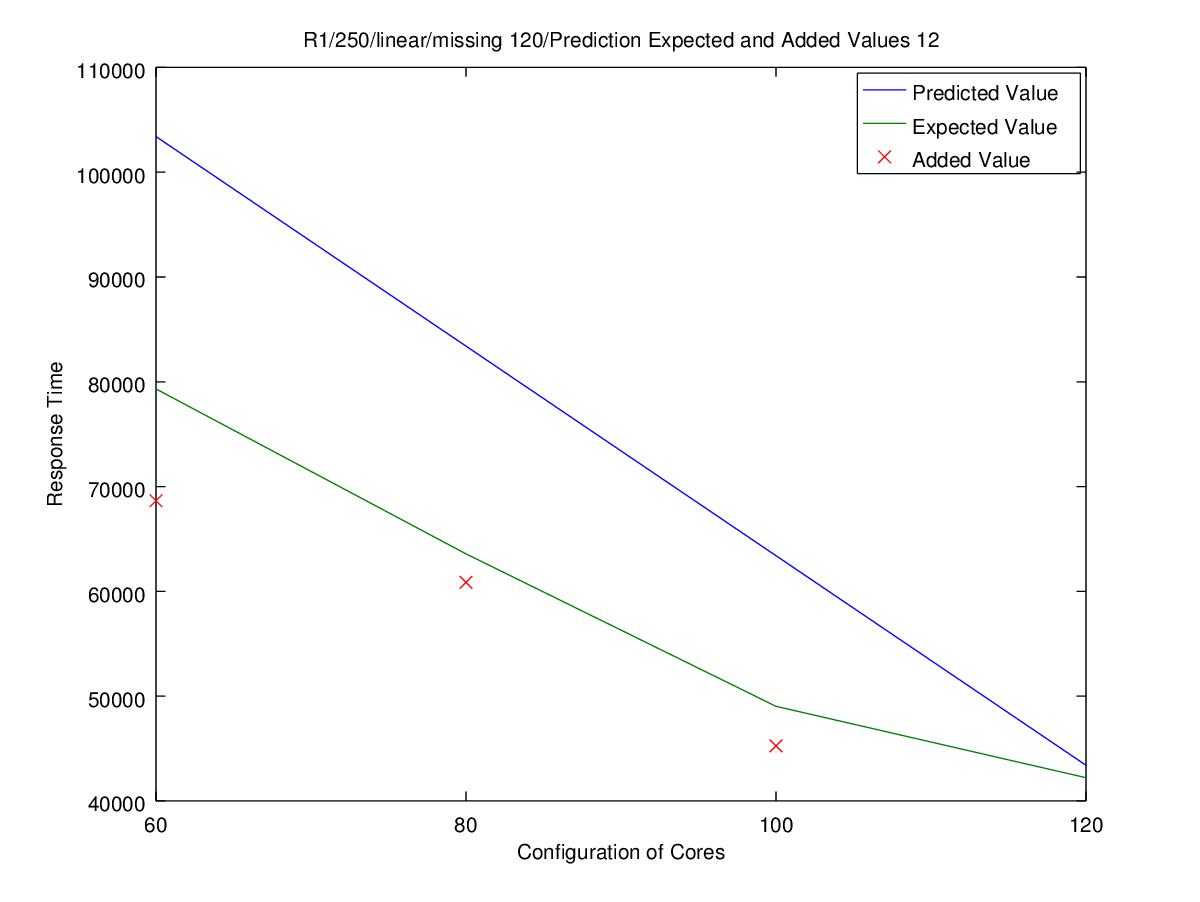 R1/250/linear/missing 120/Prediction Expected and Added Values 12
110000
100000
90000
80000
70000
60000
50000
40000
Response Time
Predicted Value
Expected Value
Added Value
60
80
100
120
Configuration of Cores